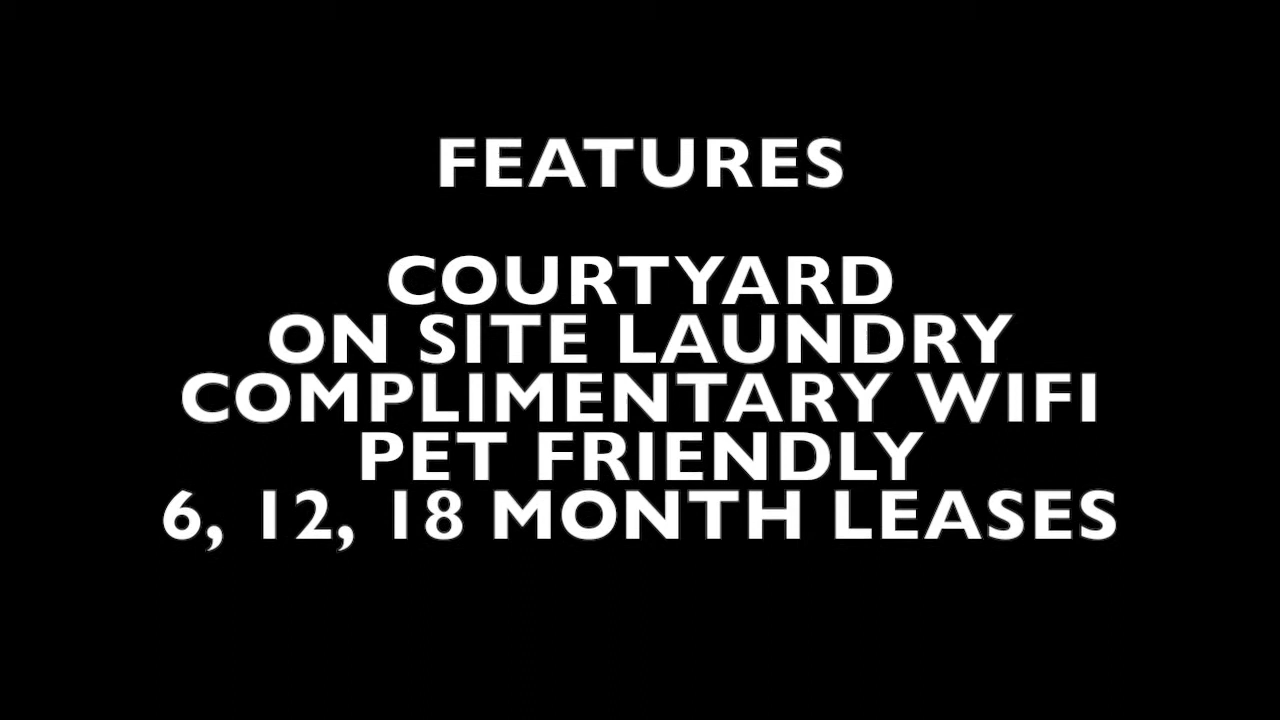 FEATURES
COURTYARD
ON SITE LAUNDRY
COMPLIMENTARY WIFI
PET FRIENDLY
6, 12, 18 MONTH LEASES